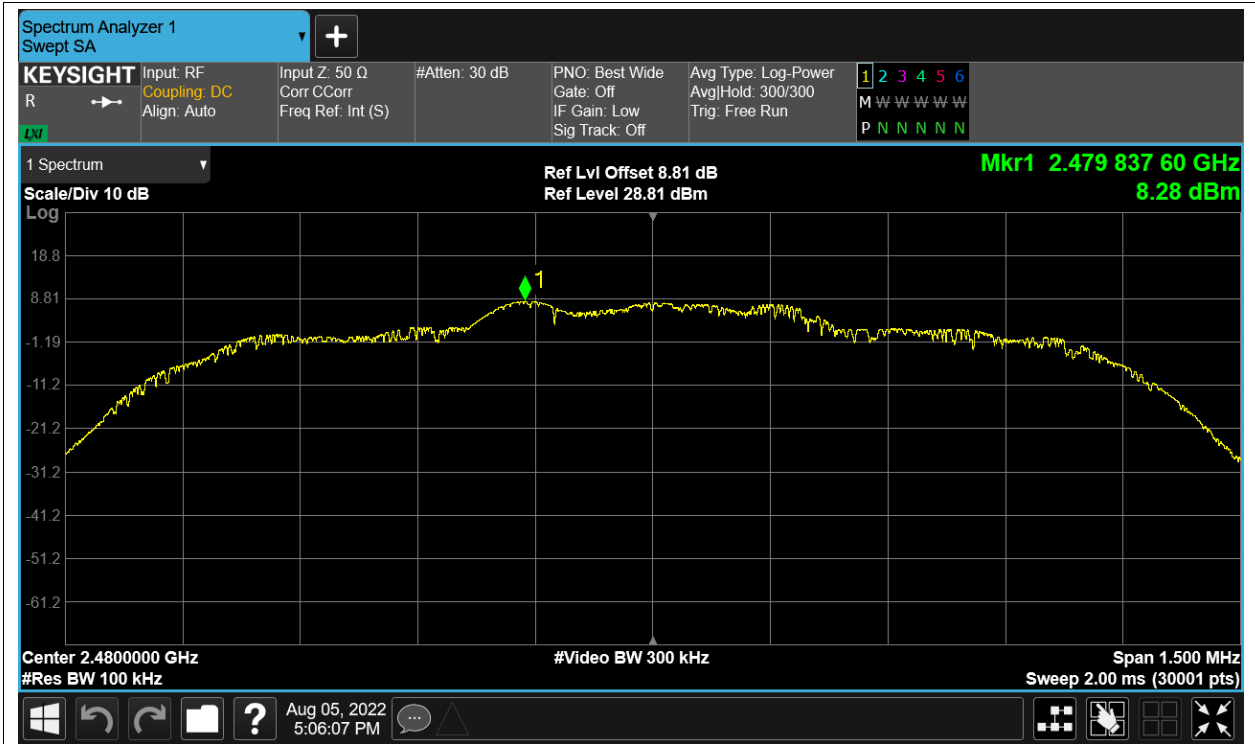 Spectrum Analyzer 1
Swept SA
+
KEYSIGHT
R
LXI
Input: RF
Coupling: DC
Align: Auto
Input Z: 50 Ω
Corr CCorr
Freq Ref: Int (S)
#Atten: 30 dB
PNO: Best Wide
Gate: Off
IF Gain: Low
Sig Track: Off
Avg Type: Log-Power
Avg|Hold: 300/300
Trig: Free Run
1 2 3 4 5 6
M W W W W W
P N N N N N
1 Spectrum
Scale/Div 10 dB
Ref Lvl Offset 8.81 dB
Ref Level 28.81 dBm
Mkr1 2.479 837 60 GHz
8.28 dBm
Log
18.8
8.81
-1.19
-11.2
-21.2
-31.2
-41.2
-51.2
-61.2
1
Center 2.4800000 GHz
#Res BW 100 kHz
#Video BW 300 kHz
Span 1.500 MHz
Sweep 2.00 ms (30001 pts)
?
Aug 05, 2022
5:06:07 PM